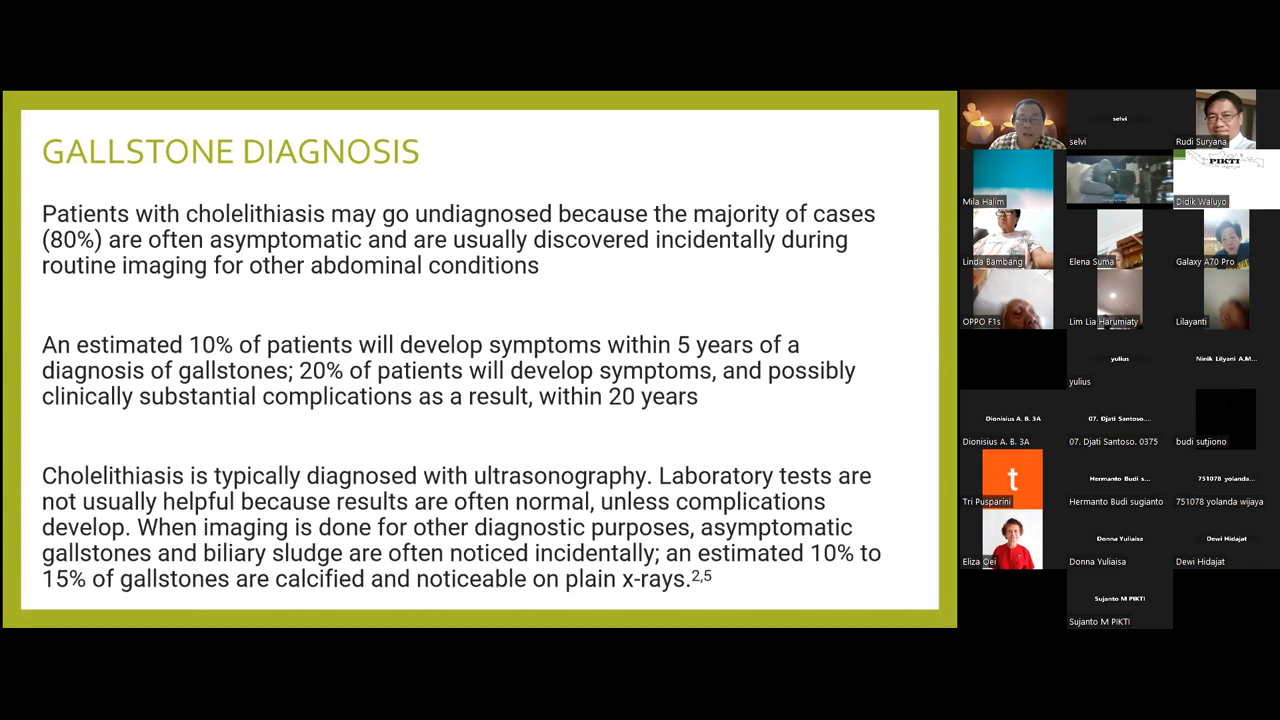 GALLSTONE DIAGNOSIS
Patients with cholelithiasis may go undiagnosed because the majority of cases
(80%) are often asymptomatic and are usually discovered incidentally during
routine imaging for other abdominal conditions
An estimated 10% of patients will develop symptoms within 5 years of a
diagnosis of gallstones; 20% of patients will develop symptoms, and possibly
clinically substantial complications as a result, within 20 years
Cholelithiasis is typically diagnosed with ultrasonography. Laboratory tests are
not usually helpful because results are often normal, unless complications
develop. When imaging is done for other diagnostic purposes, asymptomatic
gallstones and biliary sludge are often noticed incidentally; an estimated 10% to
15% of gallstones are calcified and noticeable on plain x-rays.2,5
selvi
selvi
Rudi Suryana
Mila Halim
PIKTI
Didik Waluyo
Linda Bambang
Elena Suma
Galaxy A70 Pro
OPPO F1s
Lim Lia Harumiaty
Lilayanti
yulius
yulius
Ninik Lilyani A.M...
Dionisius A. B. 3A
Dionisius A. B. 3A
07. Djati Santoso....
07. Djati Santoso. 0375
budi sutjiono
t
Tri Pusparini
Hermanto Budi s...
Hermanto Budi sugianto
751078 yolanda...
751078 yolanda wijaya
Eliza Oei
Donna Yuliaisa
Donna Yuliaisa
Dewi Hidajat
Dewi Hidajat
Sujanto M PIKTI
Sujanto M PIKTI